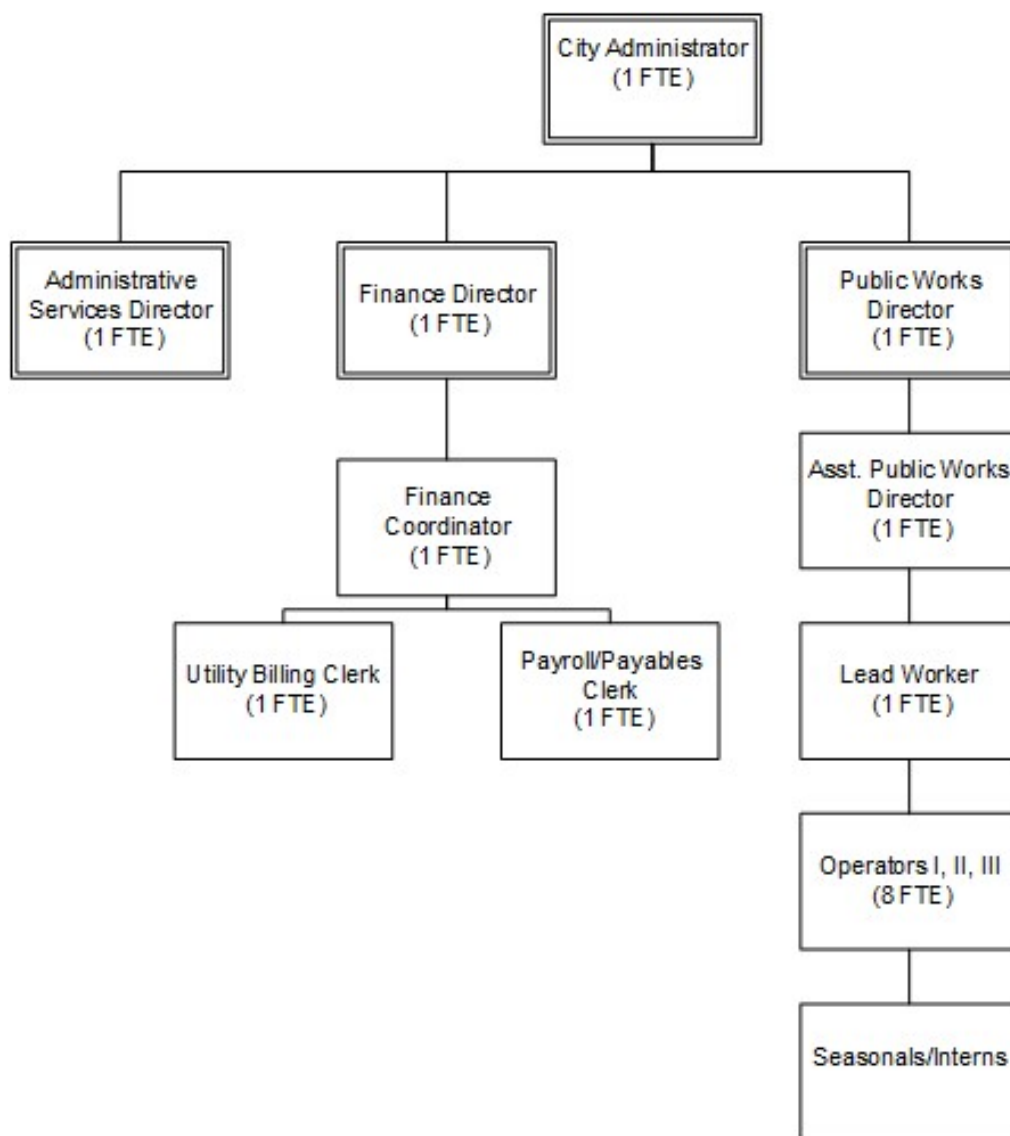 City Administrator
(1 FTE)
Administrative
Services Director
(1 FTE)
Finance Director
(1 FTE)
Public Works
Director
(1 FTE)
Finance
Coordinator
(1 FTE)
Asst. Public Works
Director
(1 FTE)
Utility Billing Clerk
(1 FTE)
Payroll/Payables
Clerk
(1 FTE)
Lead Worker
(1 FTE)
Operators I, II, III
(8 FTE)
Seasonals/Interns